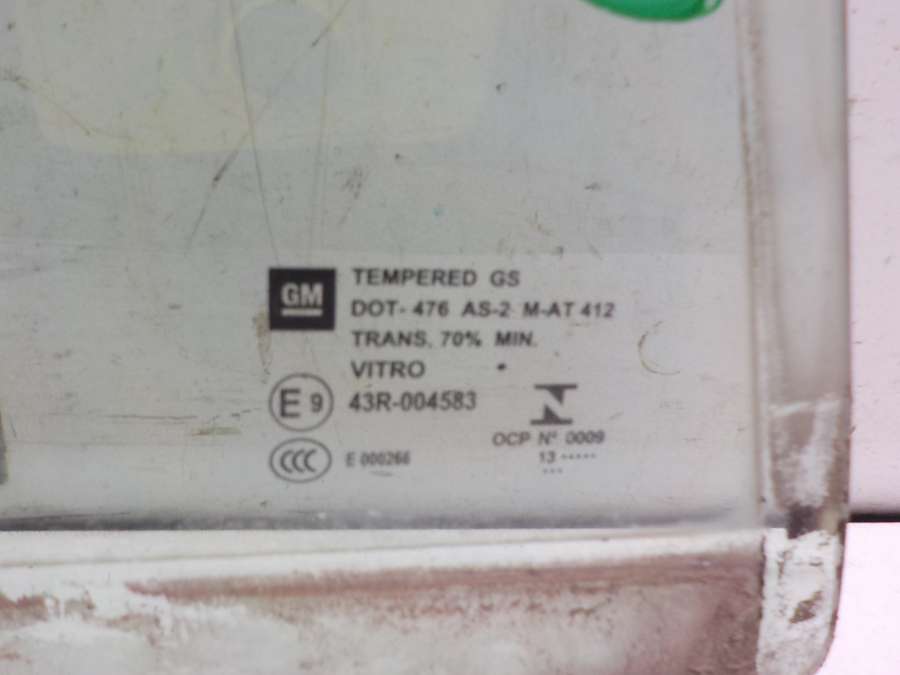 GM
TEMPERED GS
DOT- 476 AS-2 M-AT 412
TRANS. 70% MIN.
VITRO
E 9
43R-004583
CCC
E 000266
OCP N° 0009
13 •••••
•••